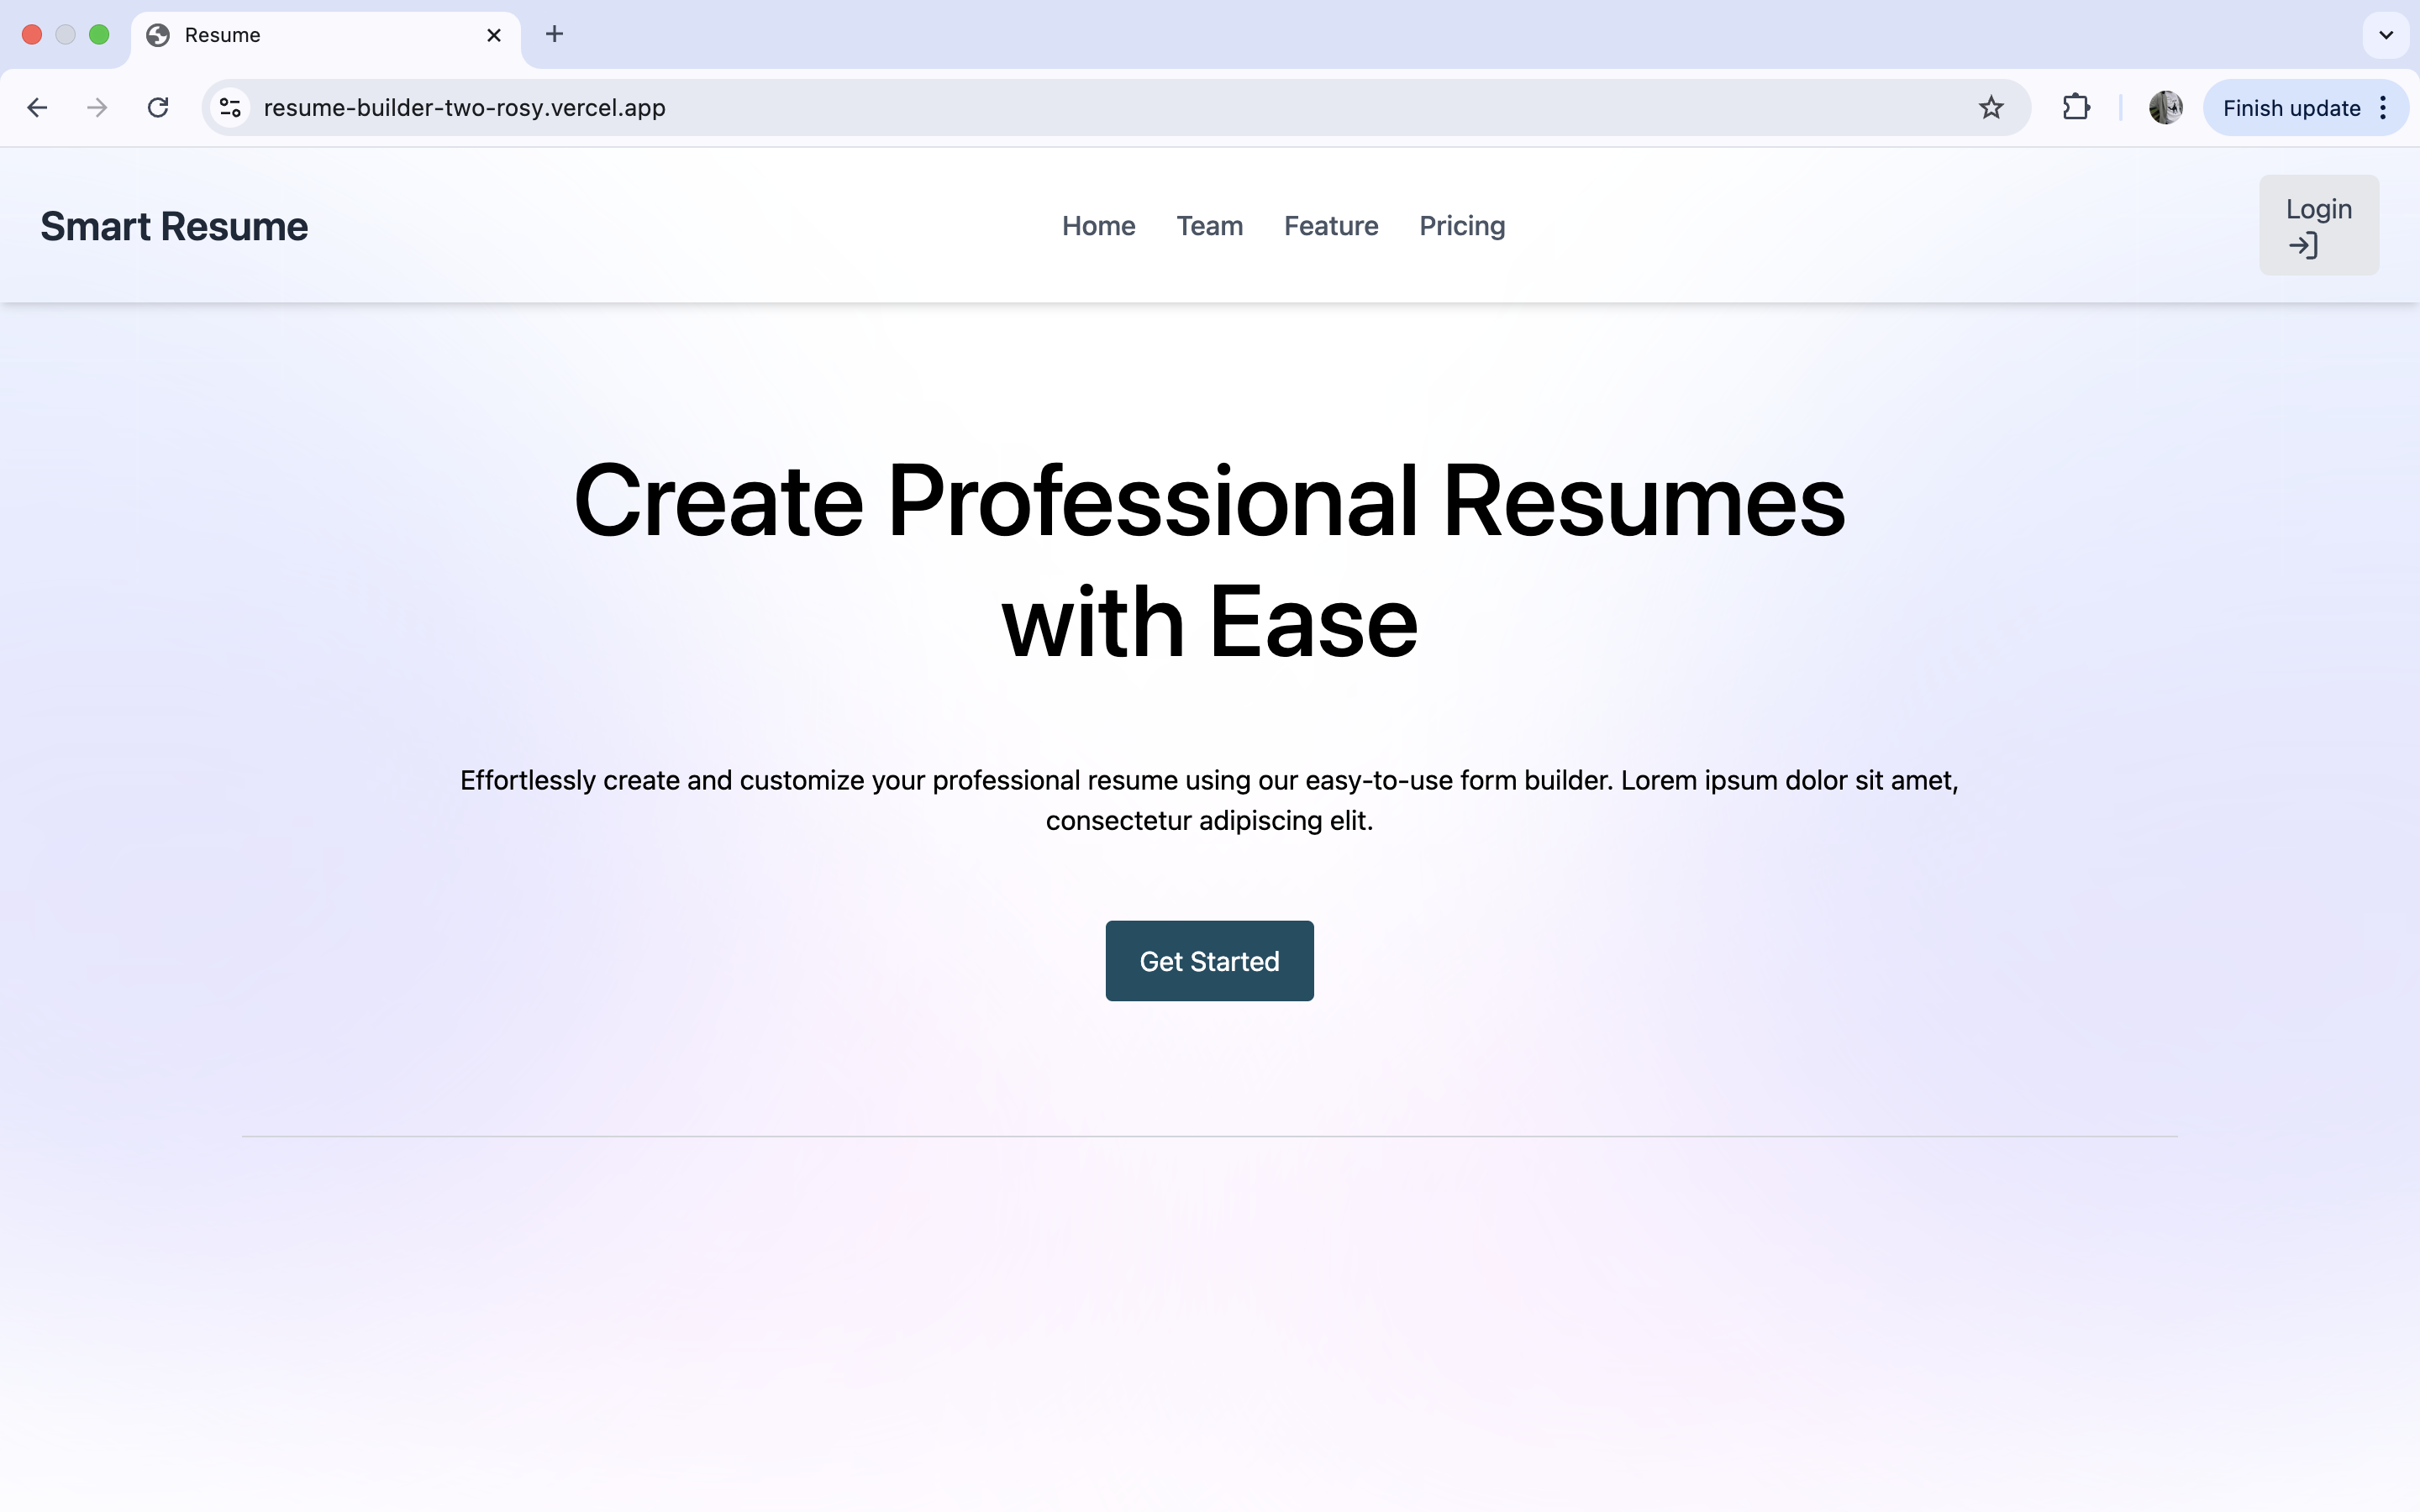 Resume
resume-builder-two-rosy.vercel.app
Finish update
Smart Resume
Home Team Feature Pricing
Login
Create Professional Resumes
with Ease
Effortlessly create and customize your professional resume using our easy-to-use form builder. Lorem ipsum dolor sit amet,
consectetur adipiscing elit.
Get Started